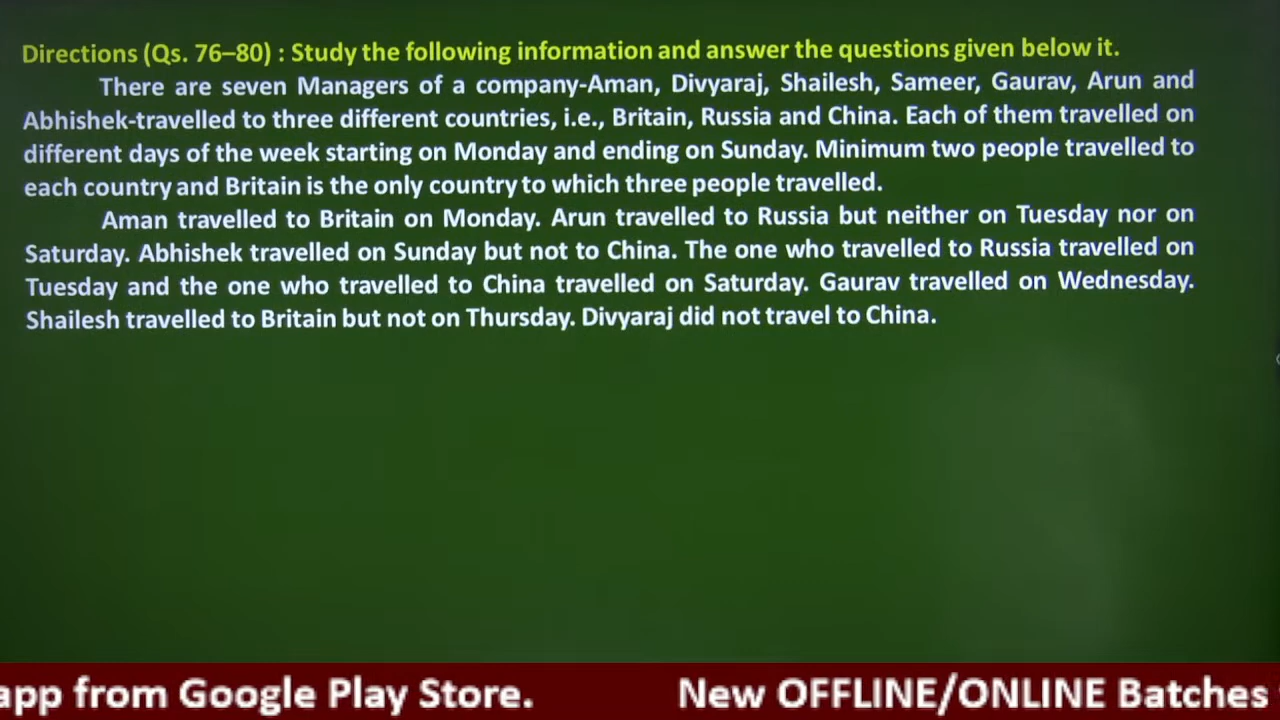 Directions (Qs. 76–80) : Study the following information and answer the questions given below it.
There are seven Managers of a company-Aman, Divyaraj, Shailesh, Sameer, Gaurav, Arun and
Abhishek-travelled to three different countries, i.e., Britain, Russia and China. Each of them travelled on
different days of the week starting on Monday and ending on Sunday. Minimum two people travelled to
each country and Britain is the only country to which three people travelled.
Aman travelled to Britain on Monday. Arun travelled to Russia but neither on Tuesday nor on
Saturday. Abhishek travelled on Sunday but not to China. The one who travelled to Russia travelled on
Tuesday and the one who travelled to China travelled on Saturday. Gaurav travelled on Wednesday.
Shailesh travelled to Britain but not on Thursday. Divyaraj did not travel to China.
app from Google Play Store. New OFFLINE/ONLINE Batches